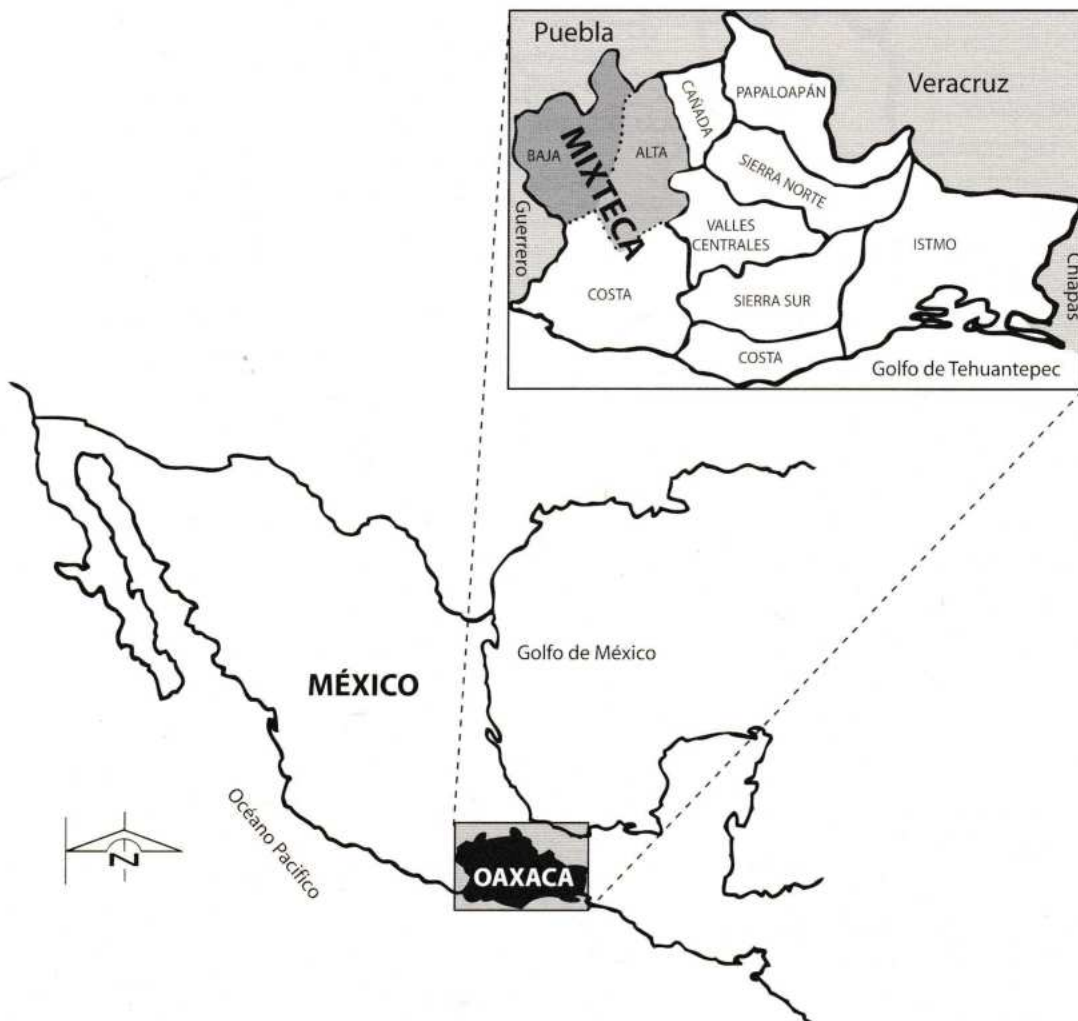 Puebla
Veracruz
PAPALOAPÁN
CAÑADA
BAJA
ALTA
MIXTECA
SIERRA NORTE
Guerrero
VALLES
CENTRALES
ISTMO
Chiapas
COSTA
SIERRA SUR
COSTA
Golfo de Tehuantepec
Golfo de México
MÉXICO
Océano Pacifico
N
OAXACA